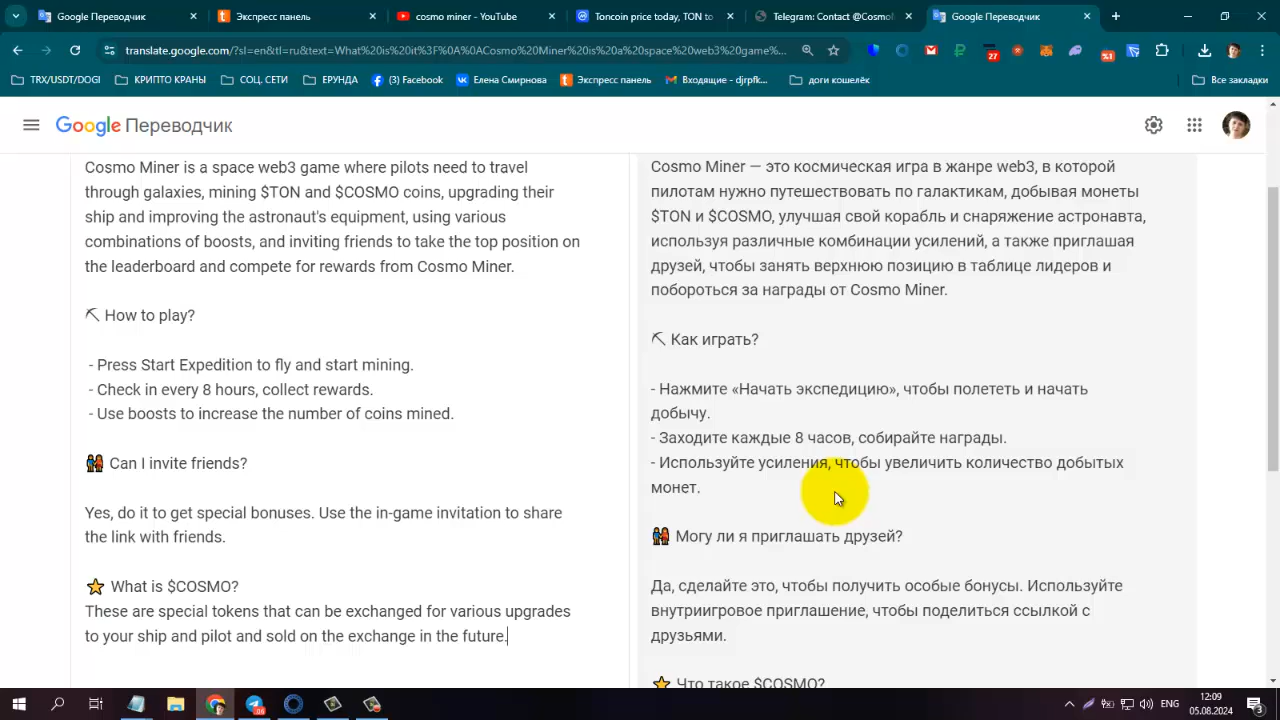 Google Переводчик
Экспресс панель
cosmo miner - YouTube
Toncoin price today, TON to
Telegram: Contact @Cosmo
Google Переводчик
translate.google.com/?sl=en&tl=ru&text=What%20is%20it%3F%0A%0ACosmo%20Miner%20is%20a%20space%20web3%20game%...
27
TRX/USDT/DOGI
КРИПТО КРАНЫ
СОЦ. СЕТИ
ЕРУНДА
(3) Facebook
Елена Смирнова
Экспресс панель
Входящие - djrpfk...
доги кошелёк
Все закладки
Google Переводчик
Cosmo Miner is a space web3 game where pilots need to travel
through galaxies, mining $TON and $COSMO coins, upgrading their
ship and improving the astronaut's equipment, using various
combinations of boosts, and inviting friends to take the top position on
the leaderboard and compete for rewards from Cosmo Miner.
⛏ How to play?
- Press Start Expedition to fly and start mining.
- Check in every 8 hours, collect rewards.
- Use boosts to increase the number of coins mined.
Can I invite friends?
Yes, do it to get special bonuses. Use the in-game invitation to share
the link with friends.
⭐ What is $COSMO?
These are special tokens that can be exchanged for various upgrades
to your ship and pilot and sold on the exchange in the future.
Cosmo Miner — это космическая игра в жанре web3, в которой
пилотам нужно путешествовать по галактикам, добывая монеты
$TON и $COSMO, улучшая свой корабль и снаряжение астронавта,
используя различные комбинации усилений, а также приглашая
друзей, чтобы занять верхнюю позицию в таблице лидеров и
побороться за награды от Cosmo Miner.
⛏ Как играть?
- Нажмите «Начать экспедицию», чтобы полететь и начать
добычу.
- Заходите каждые 8 часов, собирайте награды.
- Используйте усиления, чтобы увеличить количество добытых
монет.
Могу ли я приглашать друзей?
Да, сделайте это, чтобы получить особые бонусы. Используйте
внутриигровое приглашение, чтобы поделиться ссылкой с
друзьями.
⭐ Что такое $COSMO?
ENG
12:09
05.08.2024